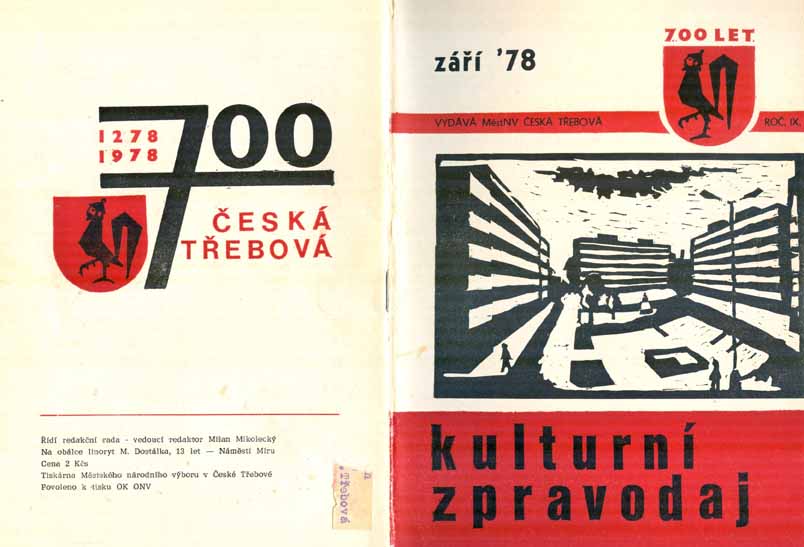 1278
1978
700
ČESKÁ
TŘEBOVÁ
Řídí redakční rada - vedoucí redaktor Milan Mikolecký
Na obálce linoryt M. Dostálka, 13 let — Náměstí Míru
Cena 2 Kčs
Tiskárna Městského národního výboru v České Třebové
Povoleno k tisku OK ONV
září '78
700 LET
VYDÁVÁ MěstNV ČESKÁ TŘEBOVÁ
ROČ. IX.
kulturní
zpravodaj